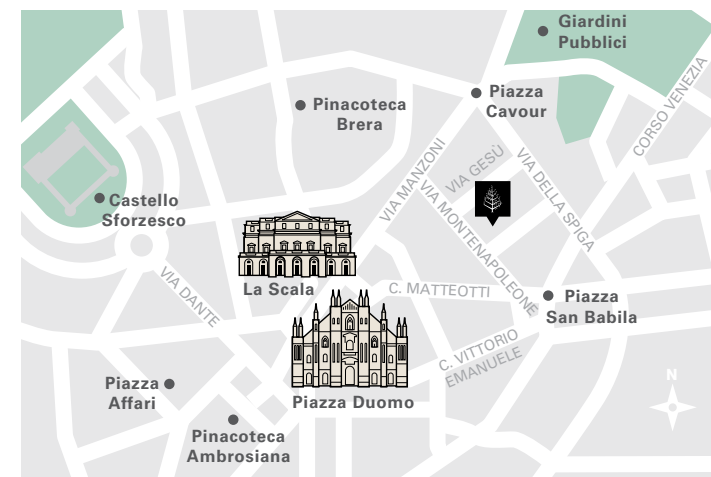 Giardini
Pubblici
Pinacoteca
Brera
Piazza
Cavour
CORSO VENEZIA
VIA MANZONI
VIA GESÙ
VIA DELLA SPIGA
VIA MONTENAPOLEONE
Castello
Sforzesco
La Scala
C. MATTEOTTI
VIA DANTE
Piazza
San Babila
C. VITTORIO
EMANUELE
Piazza
Affari
Piazza Duomo
N
Pinacoteca
Ambrosiana